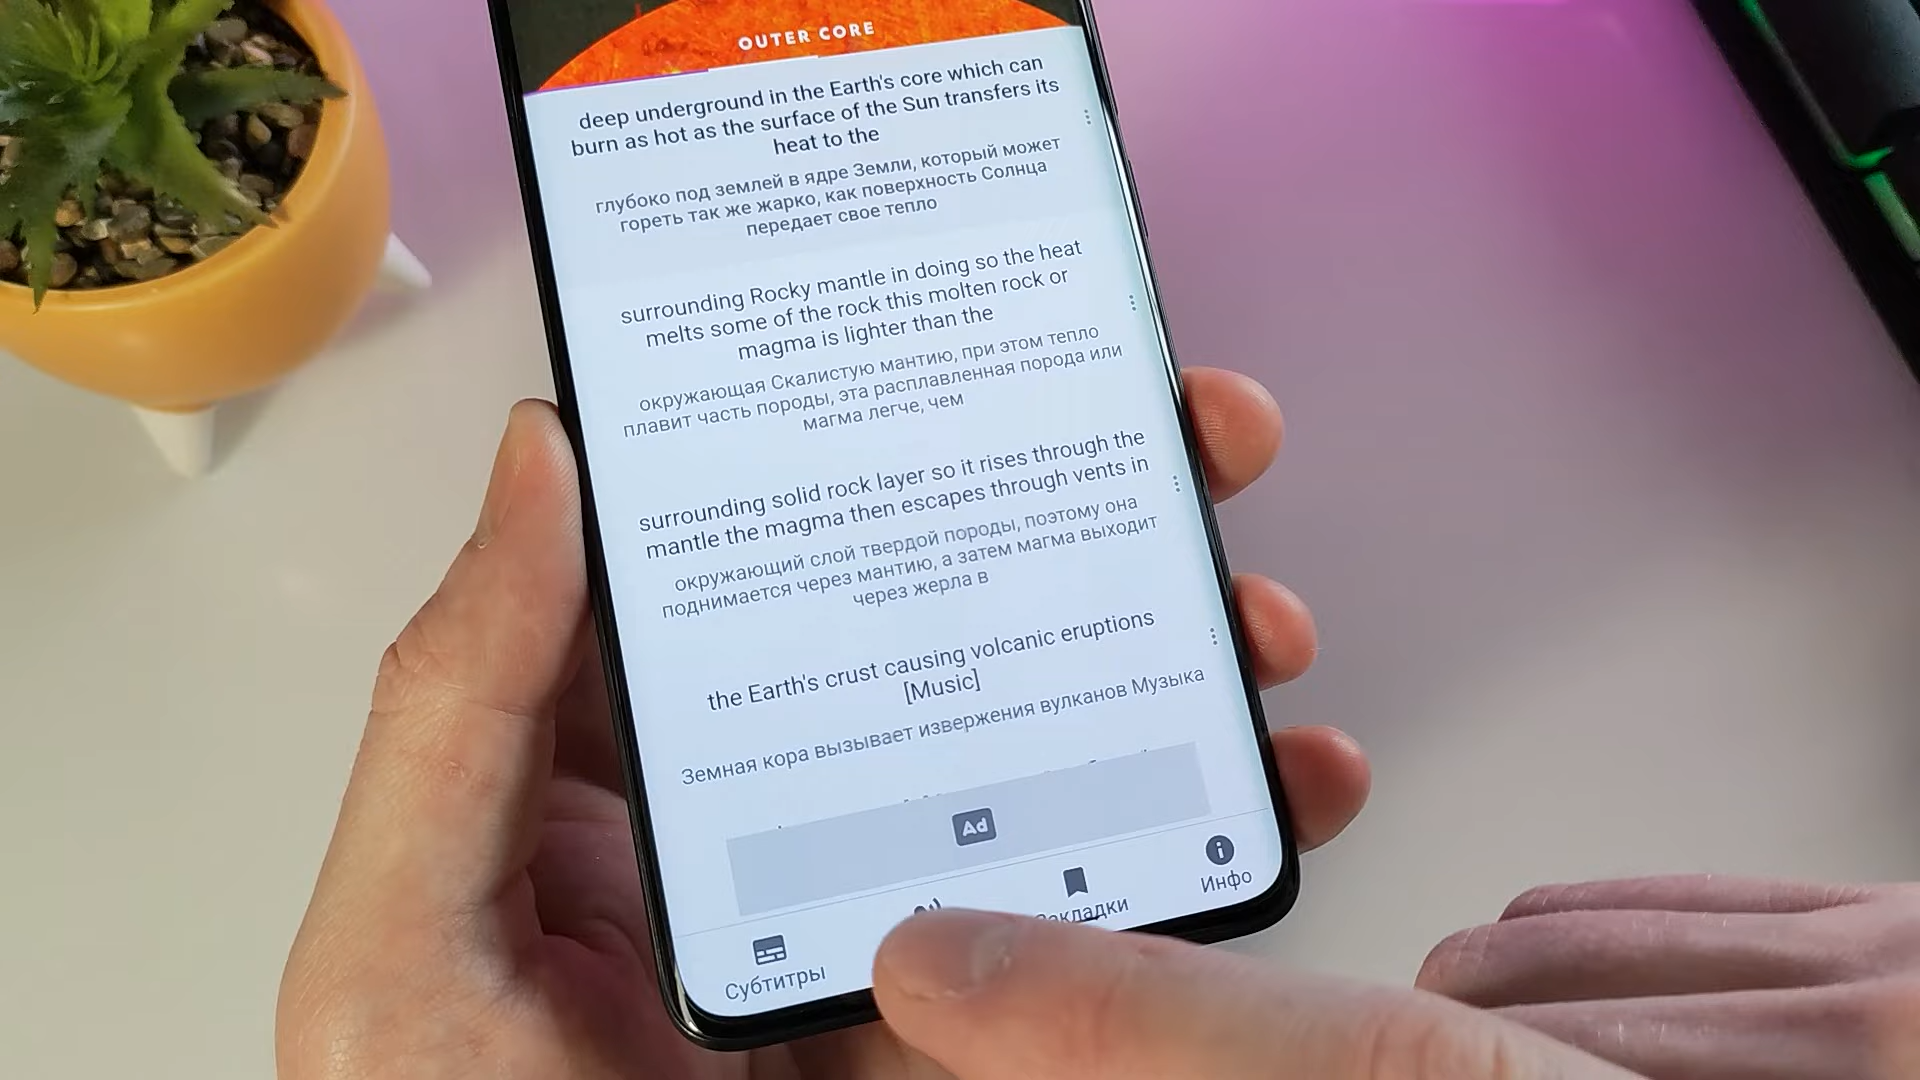 OUTER CORE
deep underground in the Earth's core which can
burn as hot as the surface of the Sun transfers its
heat to the
глубоко под землей в ядре Земли, который может
гореть так же жарко, как поверхность Солнца
передает свое тепло
surrounding Rocky mantle in doing so the heat
melts some of the rock this molten rock or
magma is lighter than the
окружающая Скалистую мантию, при этом тепло
плавит часть породы, эта расплавленная порода или
магма легче, чем
surrounding solid rock layer so it rises through the
mantle the magma then escapes through vents in
окружающий слой твердой породы, поэтому она
поднимается через мантию, а затем магма выходит
через жерла в
the Earth's crust causing volcanic eruptions
[Music]
Земная кора вызывает извержения вулканов Музыка
Ad
Субтитры
Закладки
Инфо